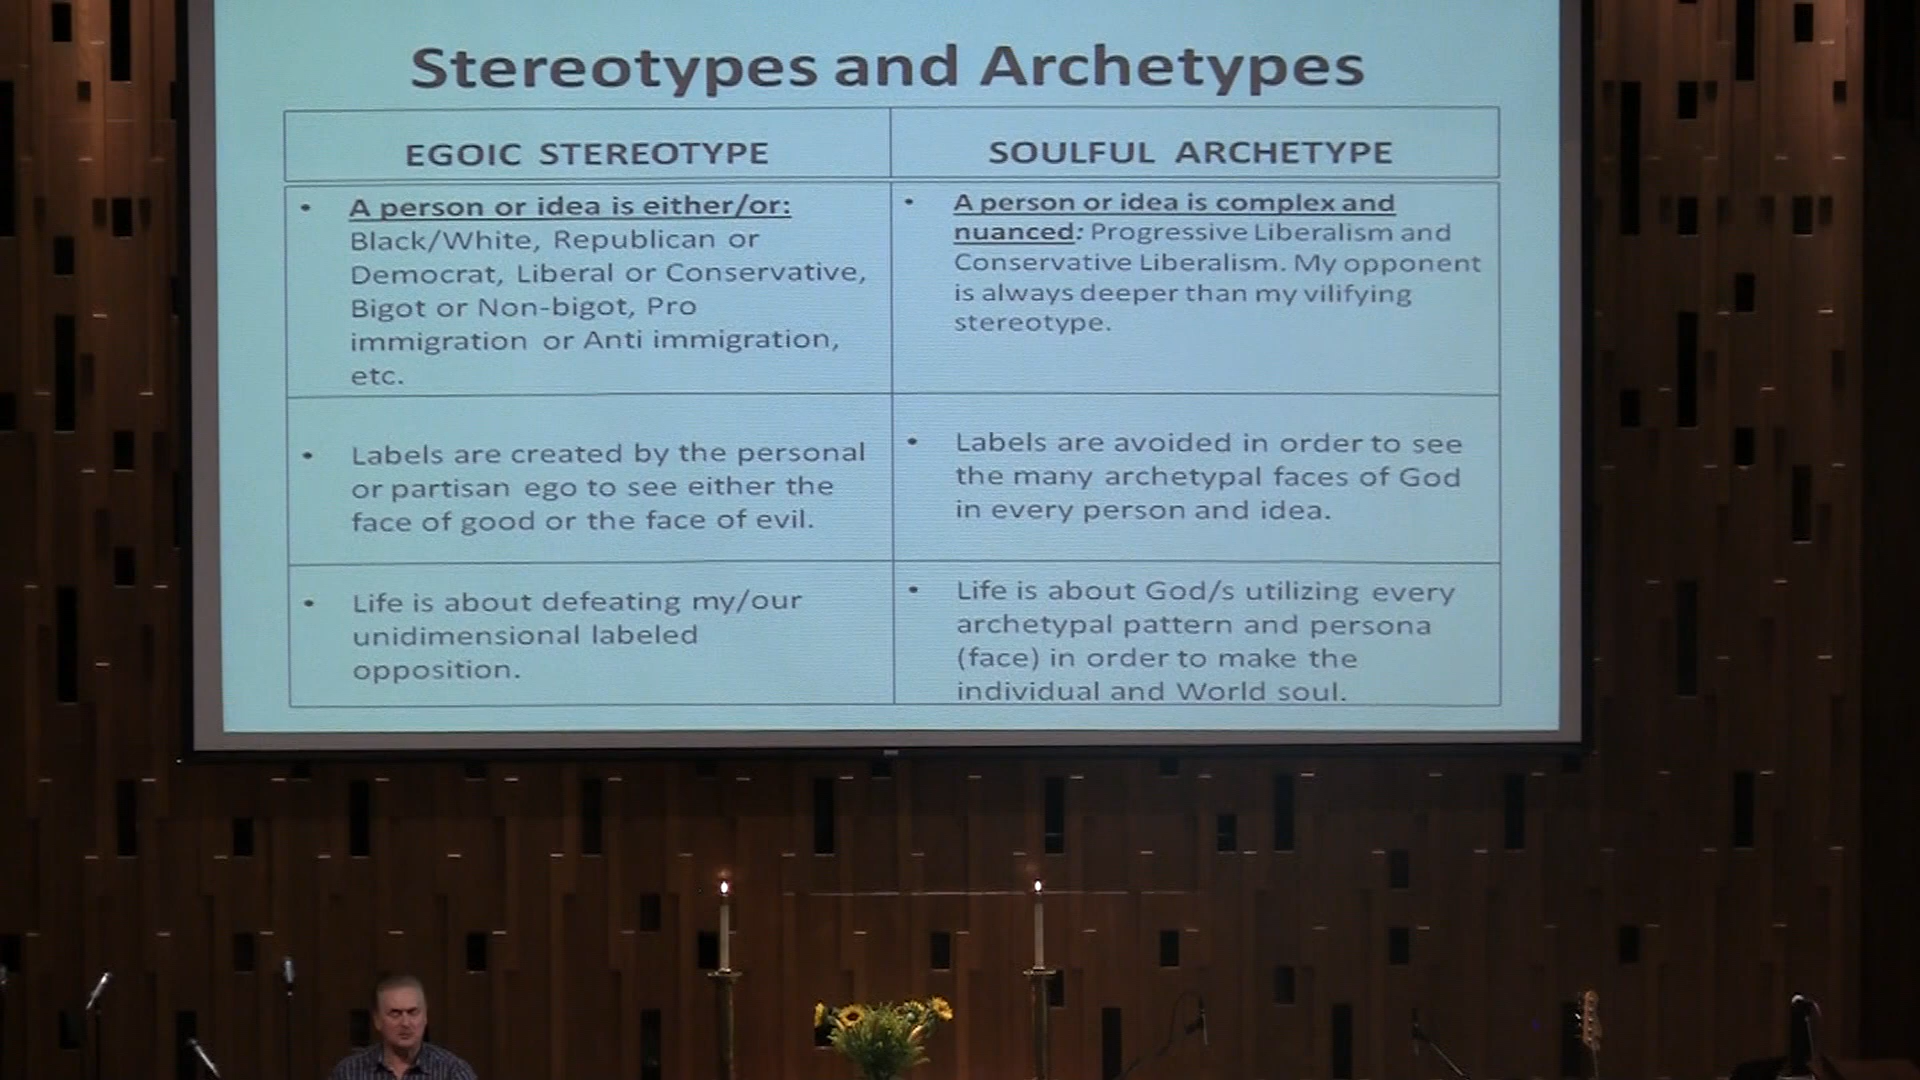 Stereotypes and Archetypes
EGOIC STEREOTYPE
SOULFUL ARCHETYPE
• A person or idea is either/or:
Black/White, Republican or
Democrat, Liberal or Conservative,
Bigot or Non-bigot, Pro
immigration or Anti immigration,
etc.
• A person or idea is complex and
nuanced: Progressive Liberalism and
Conservative Liberalism. My opponent
is always deeper than my vilifying
stereotype.
• Labels are created by the personal
or partisan ego to see either the
face of good or the face of evil.
• Labels are avoided in order to see
the many archetypal faces of God
in every person and idea.
• Life is about defeating my/our
unidimensional labeled
opposition.
• Life is about God/s utilizing every
archetypal pattern and persona
(face) in order to make the
individual and World soul.